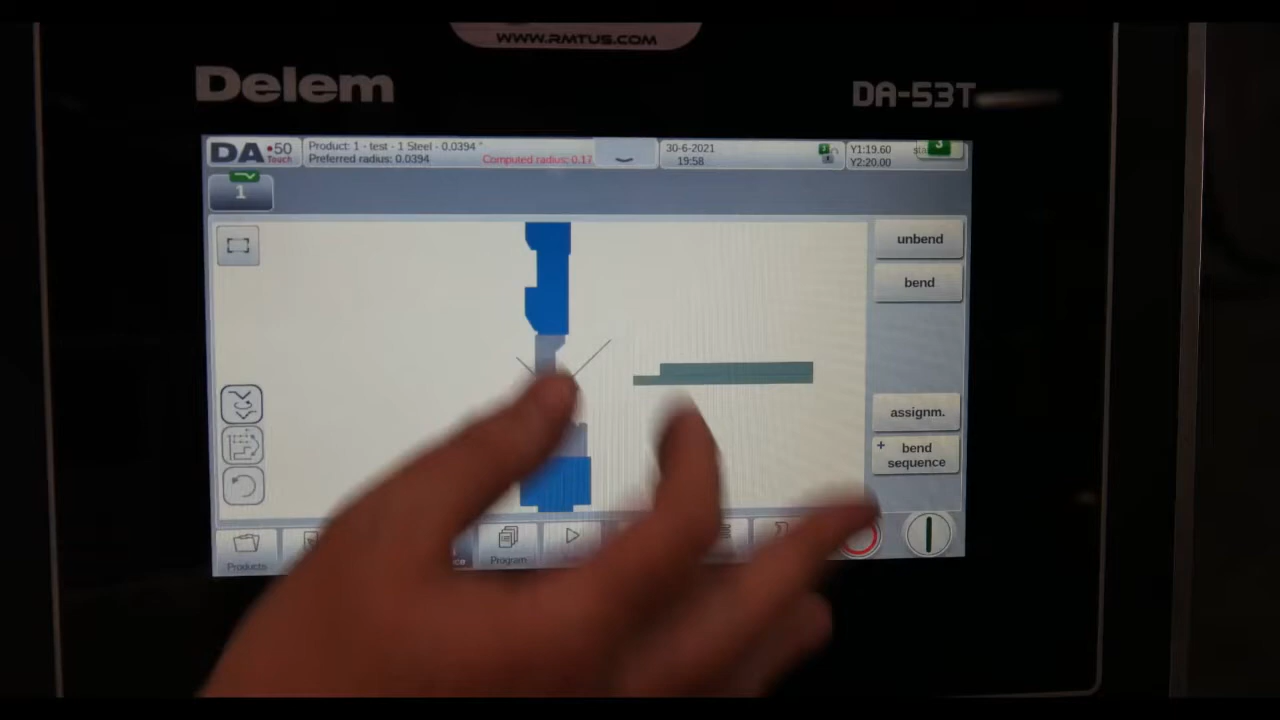 WWW.RMTUS.COM
Delem
DA-53T
DA •50
Touch
Product: 1 - test - 1 Steel - 0.0394 "
Preferred radius: 0.0394
Computed radius: 0.17
30-6-2021
19:58
Y1:19.60
Y2:20.00
3
1
unbend
bend
assignm.
+ bend
sequence
Products
Program